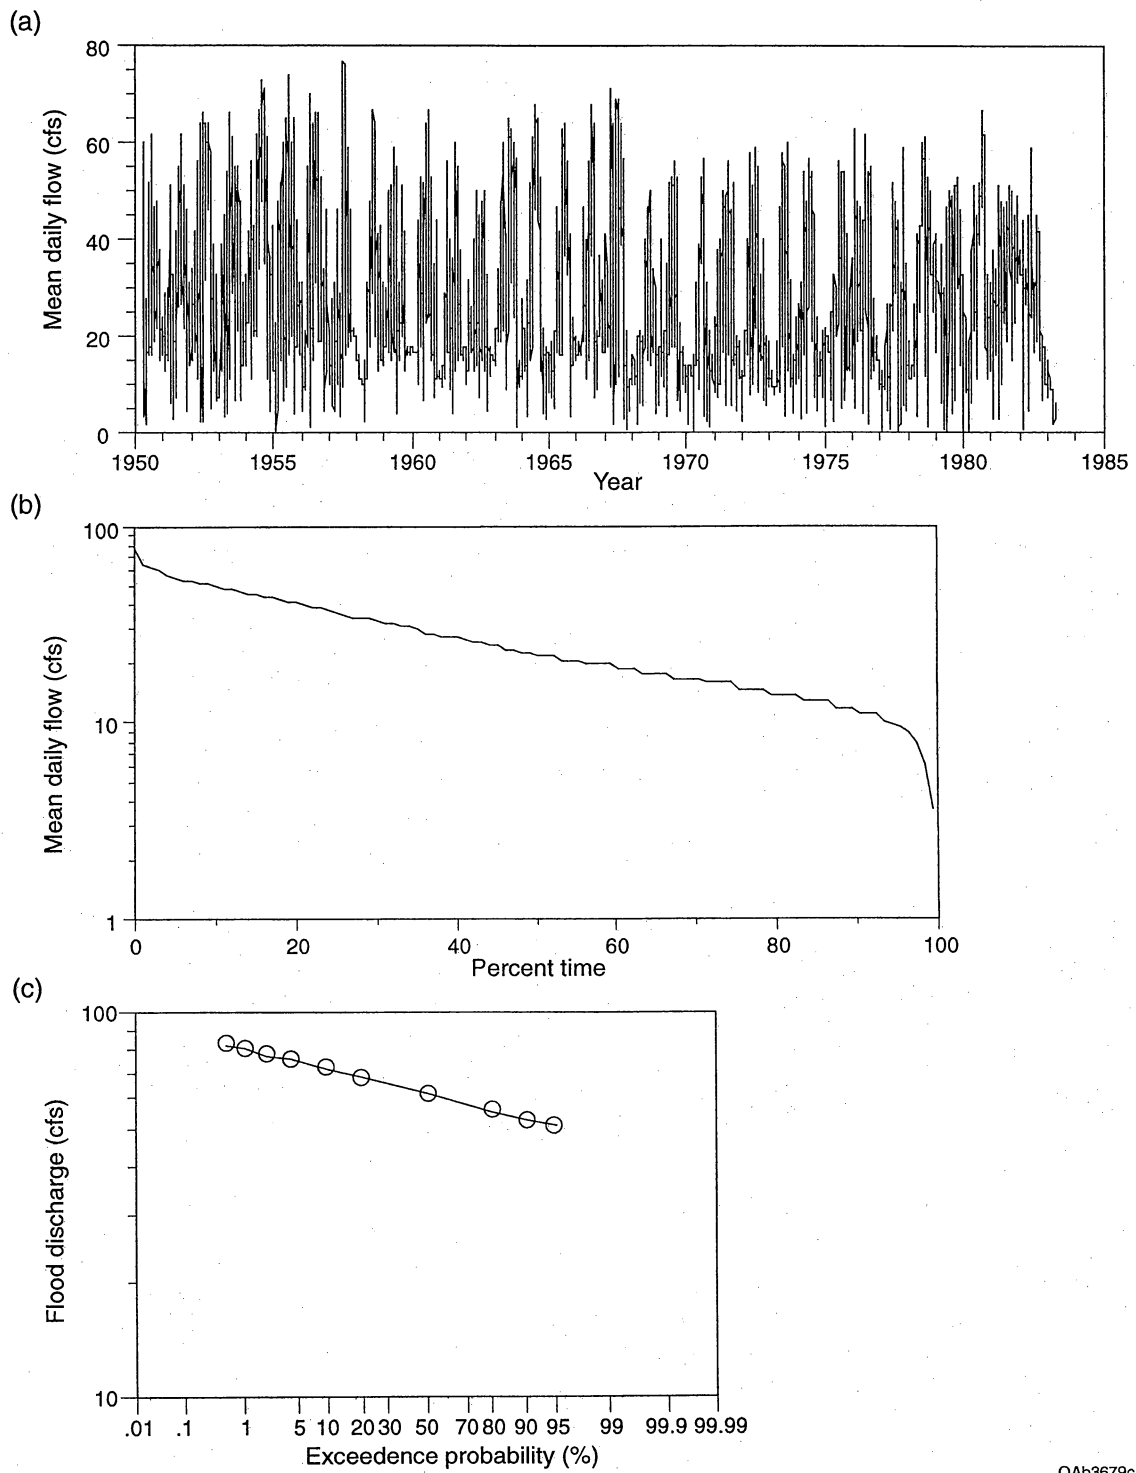 (a)
80
60
40
20
0
Mean daily flow (cfs)
1950 1955 1960 1965 1970 1975 1980 1985
Year
(b)
100
10
1
Mean daily flow (cfs)
0 20 40 60 80 100
Percent time
(c)
100
10
Flood discharge (cfs)
.01 .1 1 5 10 20 30 50 70 80 90 95 99 99.9 99.99
Exceedence probability (%)
QAb3679c